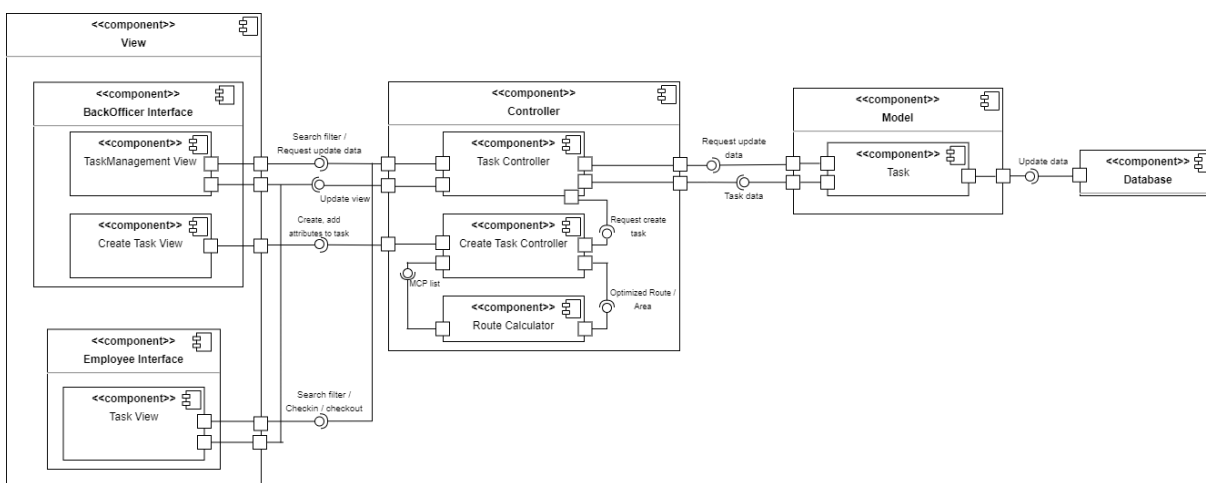 <<component>>
View
<<component>>
BackOfficer Interface
<<component>>
TaskManagement View
<<component>>
Create Task View
<<component>>
Employee Interface
<<component>>
Task View
Search filter /
Request update data
Update view
Create, add
attributes to task
Search filter /
Checkin / checkout
<<component>>
Controller
<<component>>
Task Controller
Request create
task
<<component>>
Create Task Controller
MCP list
Optimized Route /
Area
<<component>>
Route Calculator
Request update
data
Task data
<<component>>
Model
<<component>>
Task
Update data
<<component>>
Database